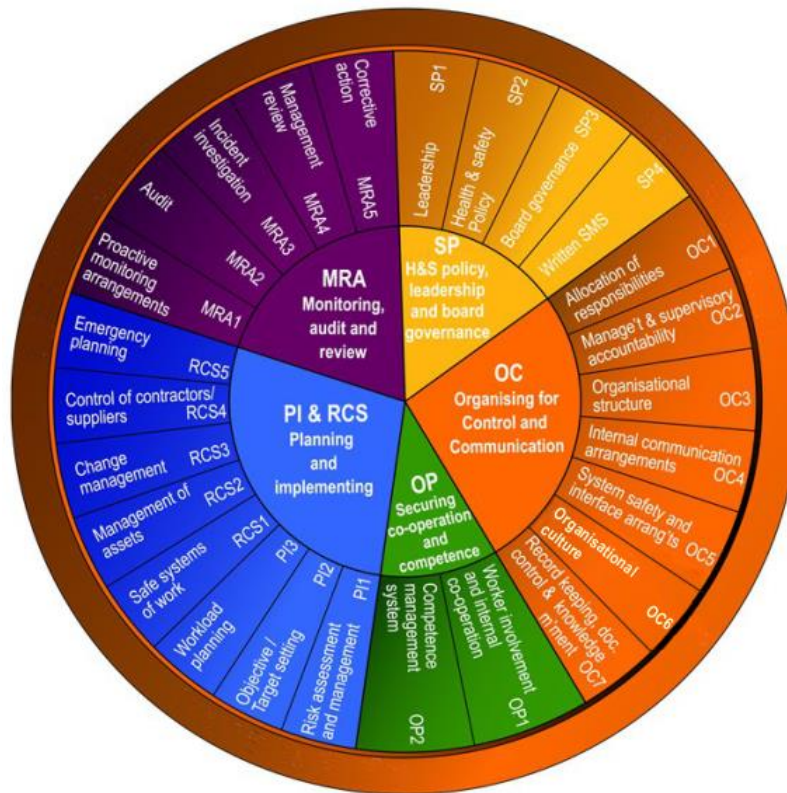 SP
H&S policy,
leadership
and board
governance
SP1
Leadership
SP2
Health & safety
Policy
SP3
Board governance
SP4
Written SMS
OC
Organising for
Control and
Communication
Allocation of
responsibilities
OC1
Manage't & supervisory
accountability
OC2
Organisational
structure
OC3
Internal communication
arrangements
OC4
System safety and
interface arrang'ts
OC5
Organisational
culture
OC6
Record keeping, doc.
control & knowledge
m'ment
OC7
OP
Securing
co-operation
and
competence
Worker involvement
and internal
co-operation
OP1
Competence
management
system
OP2
PI & RCS
Planning
and
implementing
PI1
Risk assessment
and management
PI2
Objective /
Target setting
PI3
Workload
planning
RCS1
Safe systems
of work
RCS2
Management of
assets
RCS3
Change
management
Control of contractors/
suppliers
RCS4
Emergency
planning
RCS5
MRA
Monitoring,
audit and
review
Proactive
monitoring
arrangements
MRA1
Audit
MRA2
Incident
investigation
MRA3
Management
review
MRA4
Corrective
action
MRA5